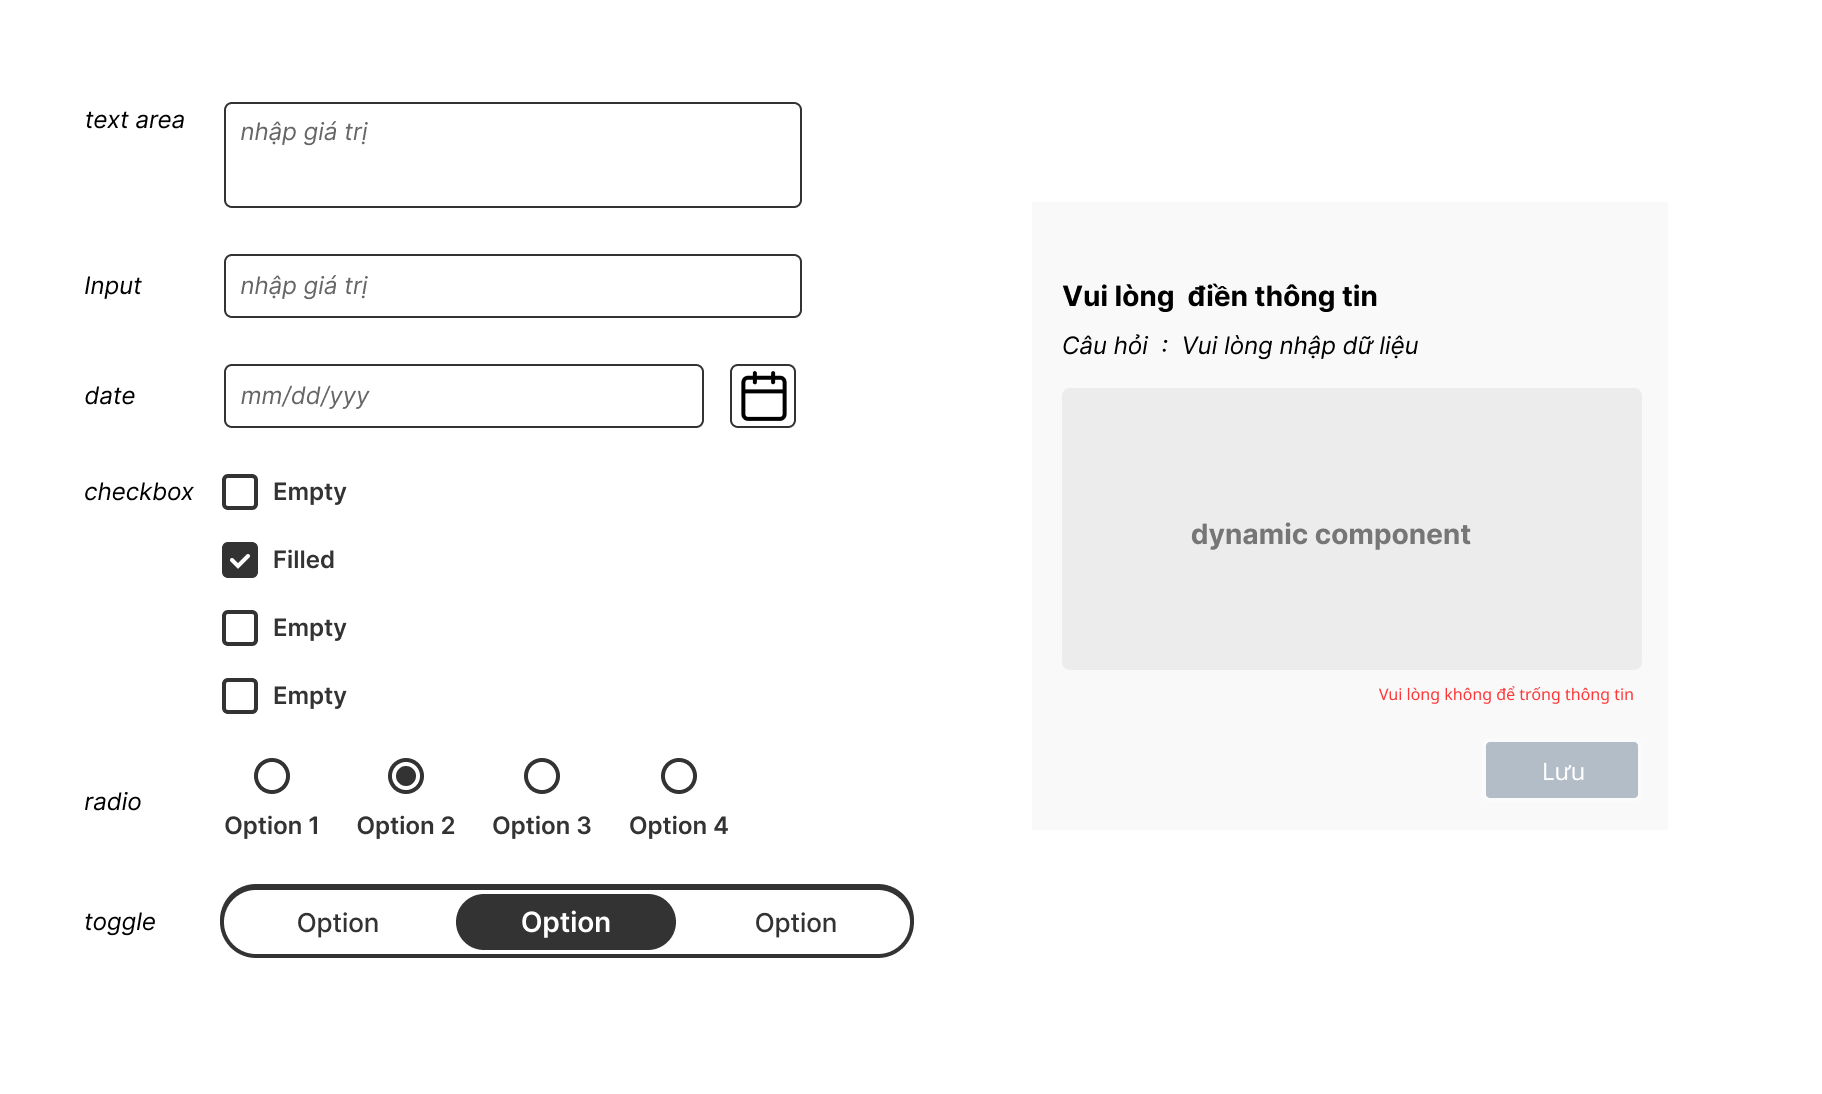 text area
nhập giá trị
Input
nhập giá trị
date
mm/dd/yyy
checkbox
Empty
Filled
Empty
Empty
radio
Option 1
Option 2
Option 3
Option 4
toggle
Option
Option
Option
Vui lòng  điền thông tin
Câu hỏi  :  Vui lòng nhập dữ liệu
dynamic component
Vui lòng không để trống thông tin
Lưu